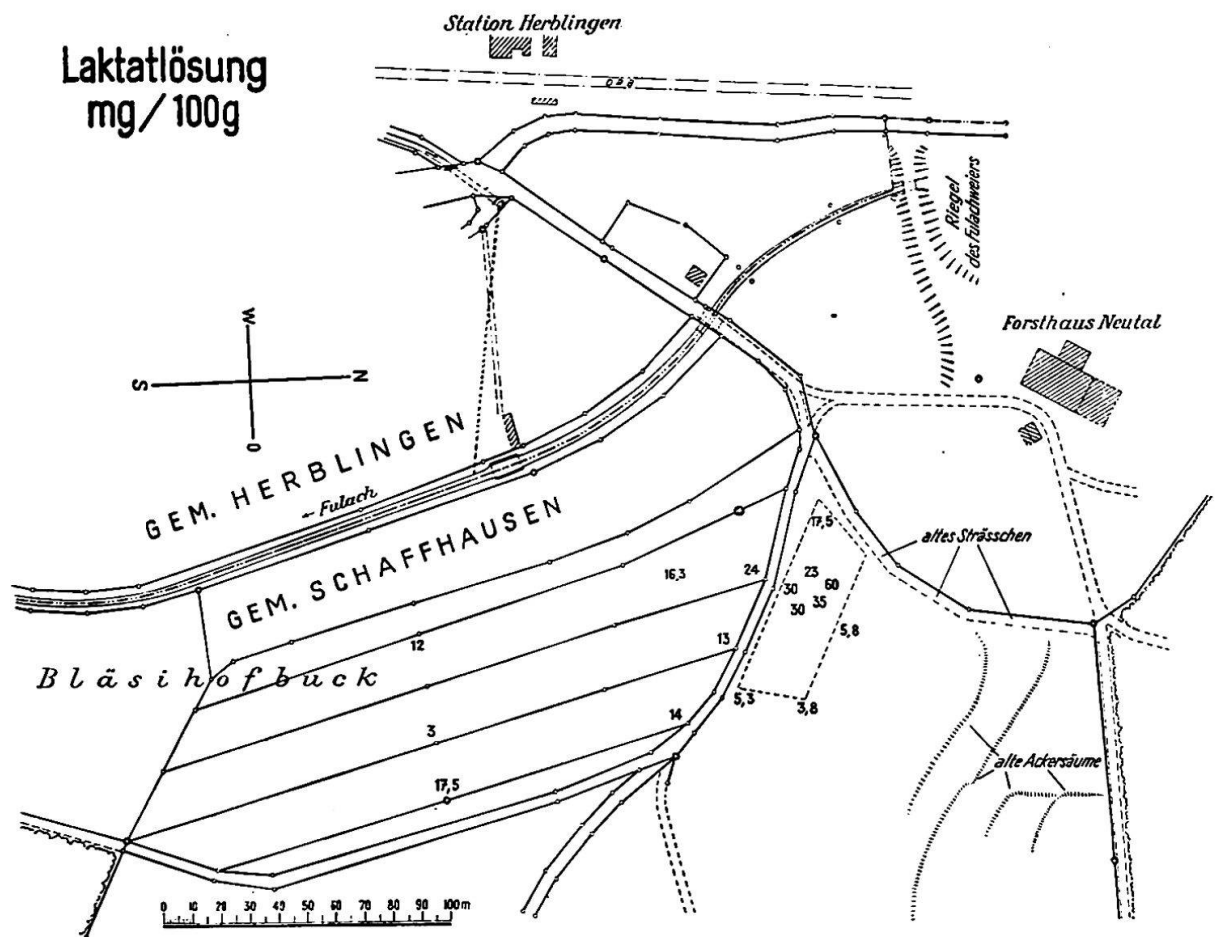 Station Herblingen
Laktatlösung
mg/100g
Riegel
des Fulachweiers
Forsthaus Neutal
W
S
N
O
GEM. HERBLINGEN
← Fulach
GEM. SCHAFFHAUSEN
17,5
altes Strässchen
16,3
24
23
30
60
30
35
12
13
5,8
Bläsihofbuck
5,3
3,8
14
3
alte Ackersäume
17,5
0 10 20 30 40 50 60 70 80 90 100m